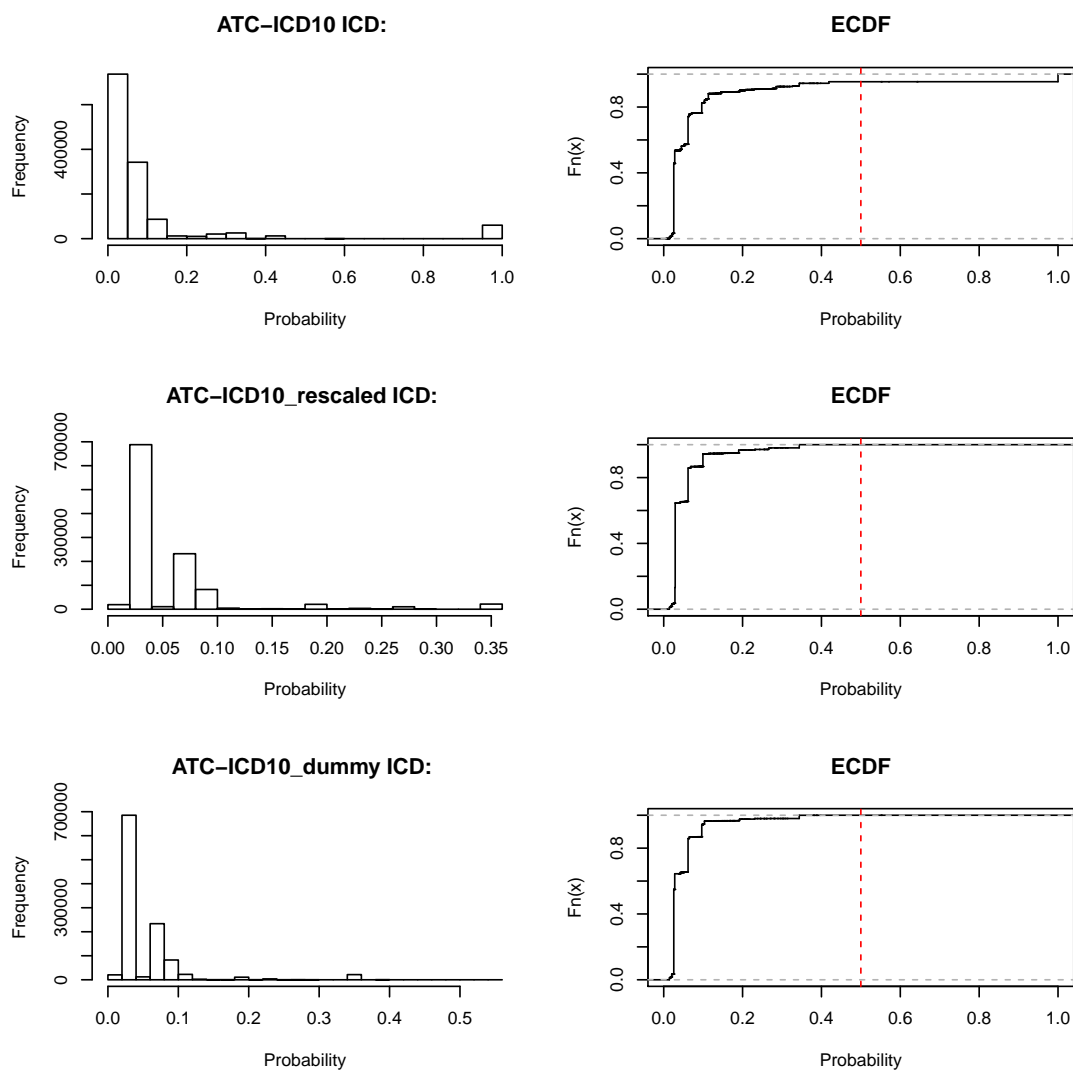 ATC−ICD10 ICD:
Frequency
400000
0
0.0 0.2 0.4 0.6 0.8 1.0
Probability
ECDF
Fn(x)
0.8
0.4
0.0
0.0 0.2 0.4 0.6 0.8 1.0
Probability
ATC−ICD10_rescaled ICD:
Frequency
700000
300000
0
0.00 0.05 0.10 0.15 0.20 0.25 0.30 0.35
Probability
ECDF
Fn(x)
0.8
0.4
0.0
0.0 0.2 0.4 0.6 0.8 1.0
Probability
ATC−ICD10_dummy ICD:
Frequency
700000
300000
0
0.0 0.1 0.2 0.3 0.4 0.5
Probability
ECDF
Fn(x)
0.8
0.4
0.0
0.0 0.2 0.4 0.6 0.8 1.0
Probability